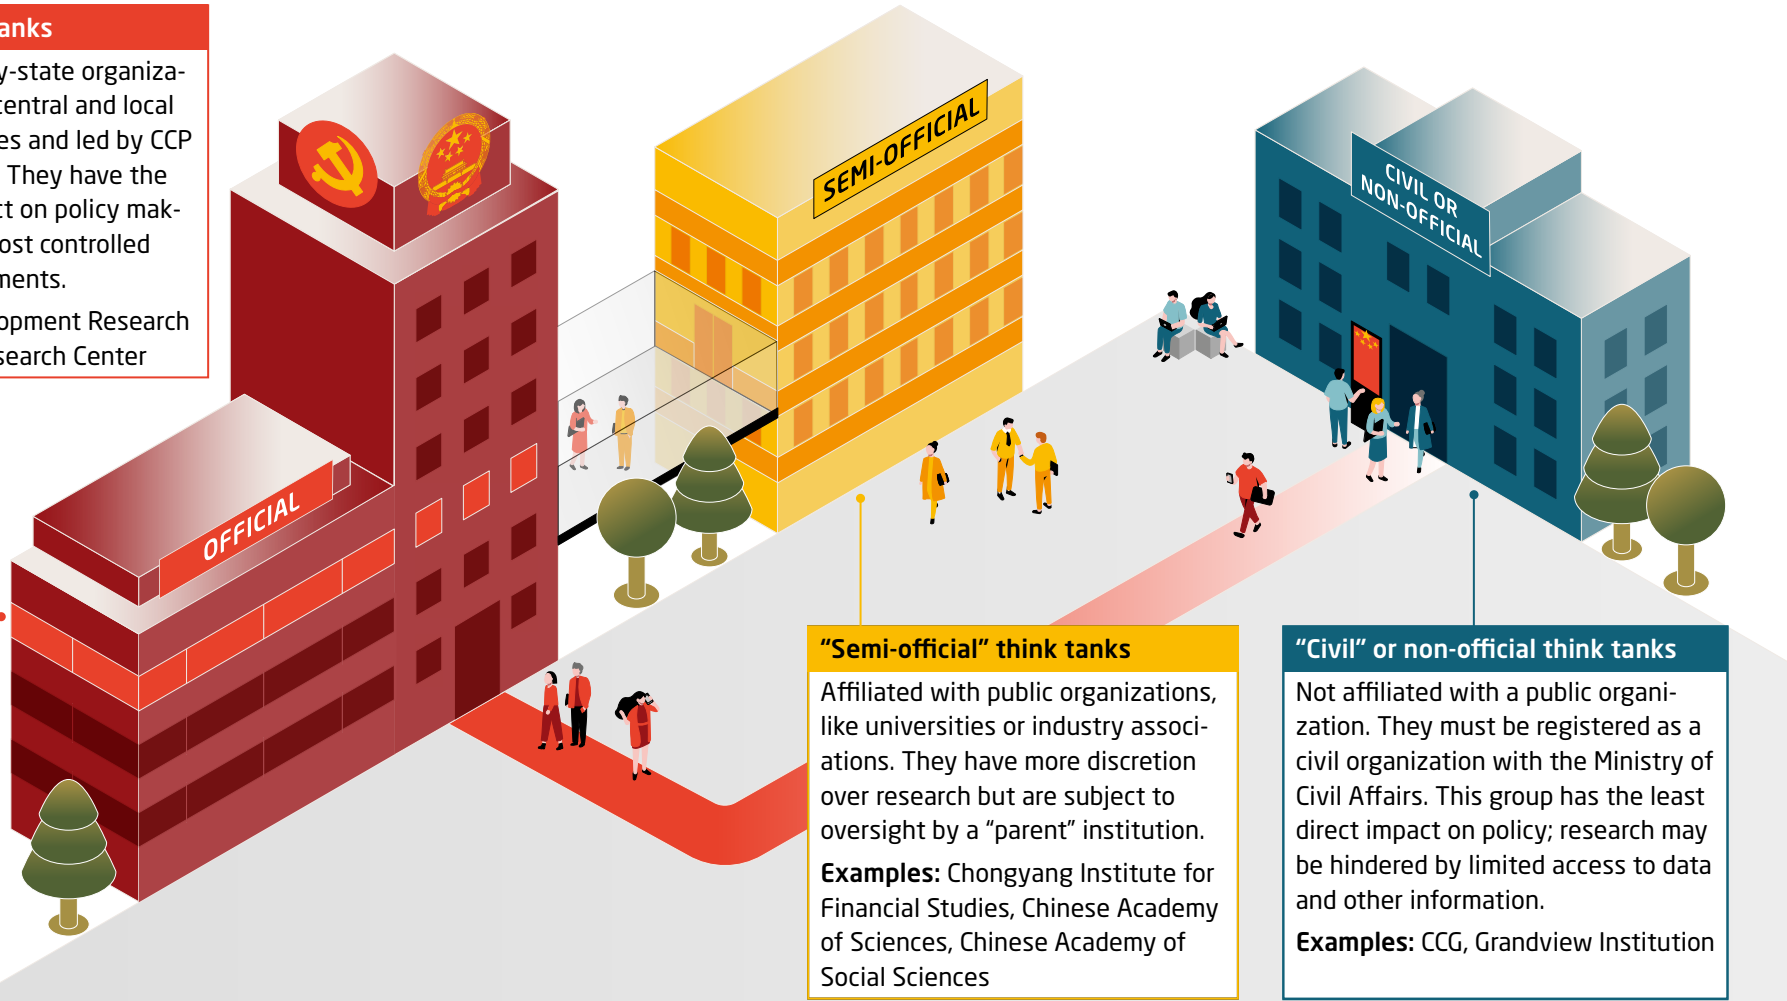 anks
y-state organiza-
central and local
es and led by CCP
They have the
ct on policy mak-
ost controlled
ments.
opment Research
search Center
OFFICIAL
SEMI-OFFICIAL
CIVIL OR
NON-OFFICIAL
“Semi-official” think tanks
Affiliated with public organizations,
like universities or industry associ-
ations. They have more discretion
over research but are subject to
oversight by a “parent” institution.
Examples: Chongyang Institute for
Financial Studies, Chinese Academy
of Sciences, Chinese Academy of
Social Sciences
“Civil” or non-official think tanks
Not affiliated with a public organi-
zation. They must be registered as a
civil organization with the Ministry of
Civil Affairs. This group has the least
direct impact on policy; research may
be hindered by limited access to data
and other information.
Examples: CCG, Grandview Institution